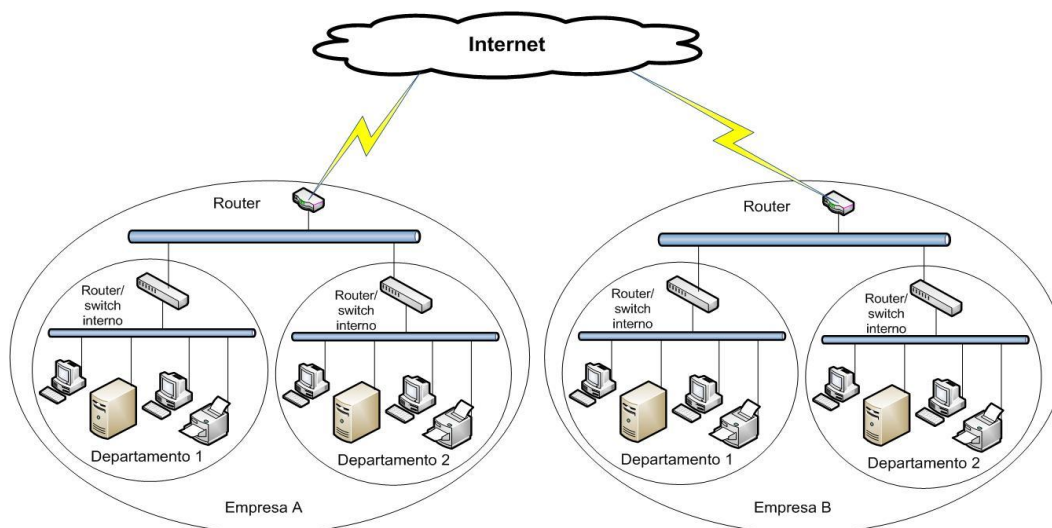 Internet
Router
Router
Router/
switch
interno
Router/
switch
interno
Router/
switch
interno
Router/
switch
interno
Departamento 1
Departamento 2
Departamento 1
Departamento 2
Empresa A
Empresa B